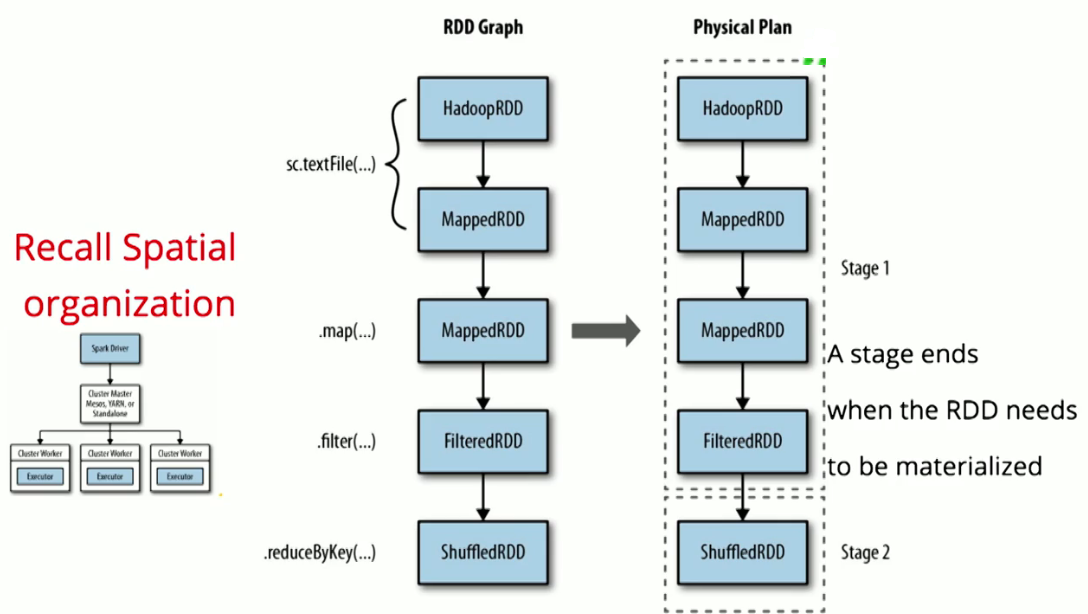 RDD Graph
Physical Plan
HadoopRDD
HadoopRDD
sc.textFile(...)
MappedRDD
MappedRDD
Recall Spatial
organization
Stage 1
.map(...)
MappedRDD
MappedRDD
A stage ends
when the RDD needs
to be materialized
Spark Driver
Cluster Master
Mesos, YARN, or
Standalone
Cluster Worker
Cluster Worker
Cluster Worker
Executor
Executor
Executor
.filter(...)
FilteredRDD
FilteredRDD
.reduceByKey(...)
ShuffledRDD
ShuffledRDD
Stage 2